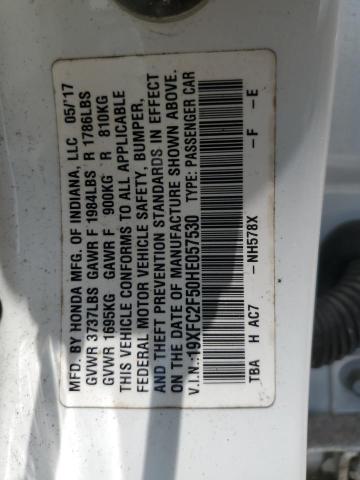 MFD. BY HONDA MFG. OF INDIANA, LLC 05/'17
GVWR 3737LBS GAWR F 1984LBS R 1786LBS
GVWR 1695KG GAWR F 900KG R 810KG
THIS VEHICLE CONFORMS TO ALL APPLICABLE
FEDERAL MOTOR VEHICLE SAFETY, BUMPER,
AND THEFT PREVENTION STANDARDS IN EFFECT
ON THE DATE OF MANUFACTURE SHOWN ABOVE.
V.I.N.:19XFC2F50HE057530 TYPE: PASSENGER CAR
TBA H AC7 -NH578X -F -E